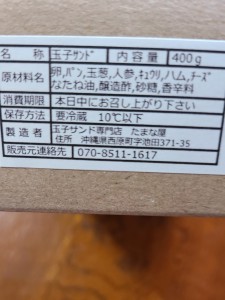 名 称 玉子サンド 内容量 400g
原材料名 卵,パン,玉葱,人参,キュウリ,ハム,チーズ
なたね油,醸造酢,砂糖,香辛料
消費期限 本日中にお召し上がり下さい
保存方法 要冷蔵 10℃以下
製造者 玉子サンド専門店 たまな屋
住所 沖縄県西原町字池田371-35
販売元連絡先 070-8511-1617